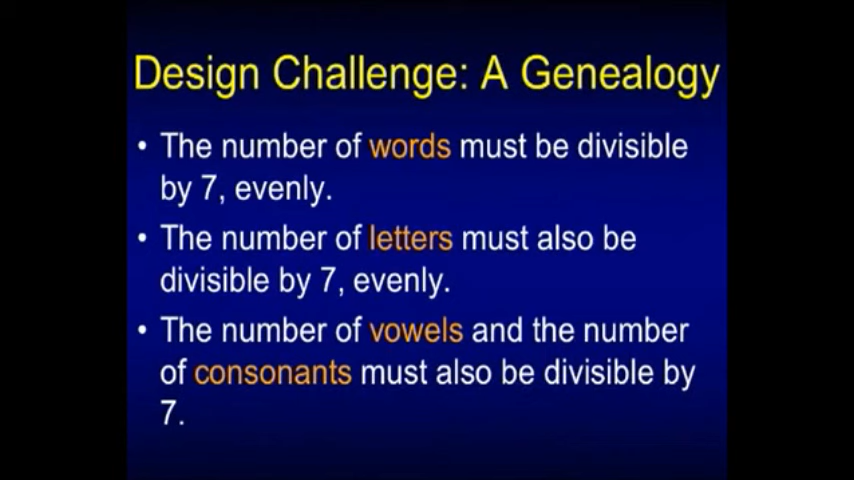 Design Challenge: A Genealogy
• The number of words must be divisible
by 7, evenly.
• The number of letters must also be
divisible by 7, evenly.
• The number of vowels and the number
of consonants must also be divisible by
7.